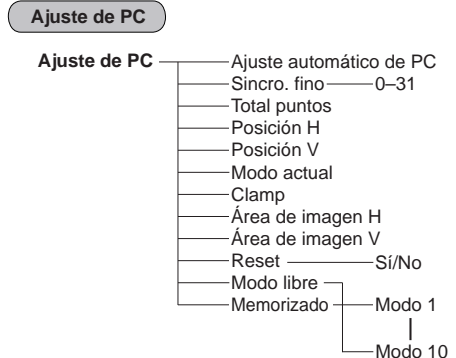 Ajuste de PC
Ajuste de PC Ajuste automático de PC
Sincro. fino 0–31
Total puntos
Posición H
Posición V
Modo actual
Clamp
Área de imagen H
Área de imagen V
Reset Sí/No
Modo libre
Memorizado Modo 1
Modo 10